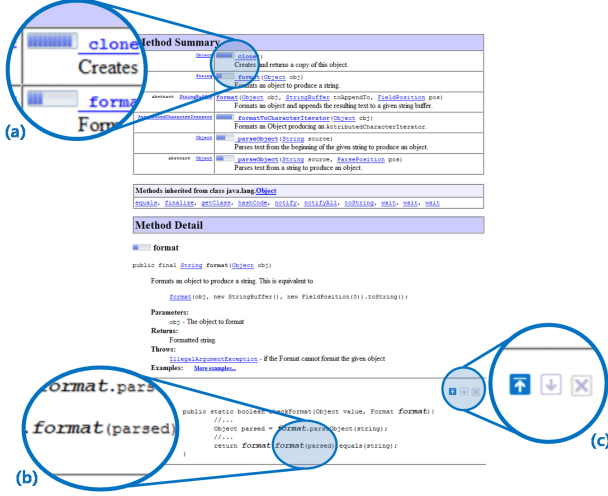 clone
Creates
forma
Form
(a)
Method Summary
Object clone()
Creates and returns a copy of this object.
String format(Object obj)
Formats an object to produce a string.
abstract StringBuffer format(Object obj, StringBuffer toAppendTo, FieldPosition pos)
Formats an object and appends the resulting text to a given string buffer.
formatToCharacterIterator(Object obj)
Formats an Object producing an AttributedCharacterIterator.
Object parseObject(String source)
Parses text from the beginning of the given string to produce an object.
abstract Object parseObject(String source, ParsePosition pos)
Parses text from a string to produce an object.
Methods inherited from class java.lang.Object
equals, finalize, getClass, hashCode, notify, notifyAll, toString, wait, wait, wait
Method Detail
format
public final String format(Object obj)
Formats an object to produce a string. This is equivalent to
format(obj, new StringBuffer(), new FieldPosition(0)).toString();
Parameters:
obj - The object to format
Returns:
Formatted string.
Throws:
IllegalArgumentException - if the Format cannot format the given object
Examples: More examples...
public static boolean checkFormat(Object value, Format format){
//...
Object parsed = format.parseObject(string);
//...
return format.format(parsed).equals(string);
}
format.pars
.format(parsed)
(b)
(c)